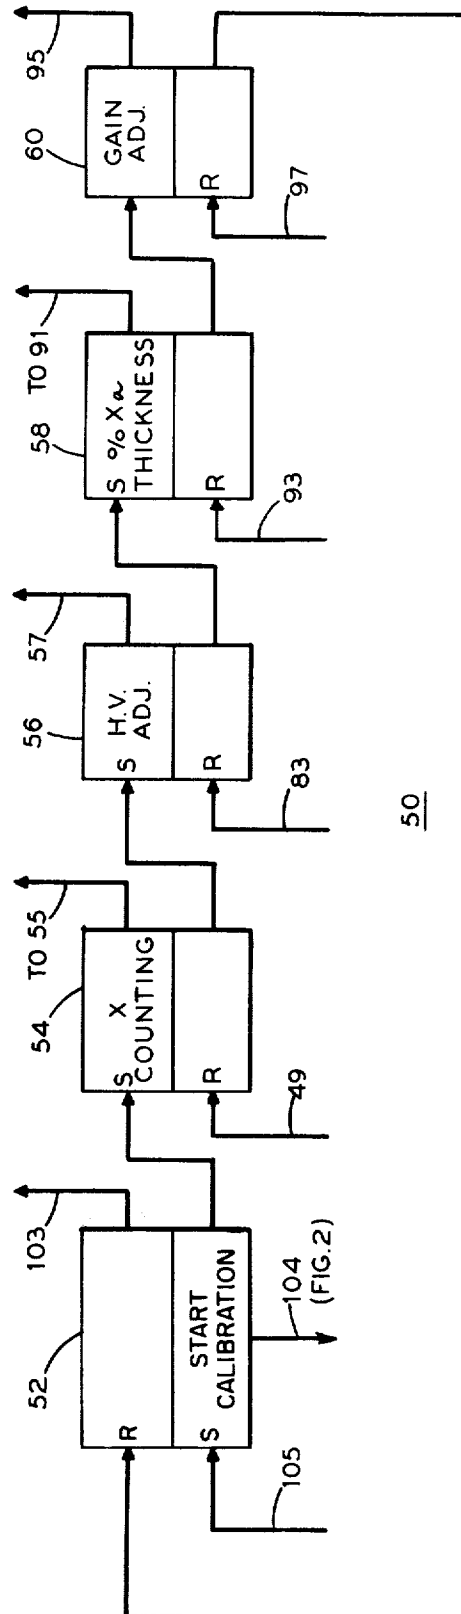 103
52
R
START
CALIBRATION
S
105
104
(FIG.2)
TO 55
54
X
COUNTING
S
R
49
57
56
H.V.
ADJ.
S
R
83
TO 91
58
S % Xa
THICKNESS
R
93
95
60
GAIN
ADJ.
R
97
50